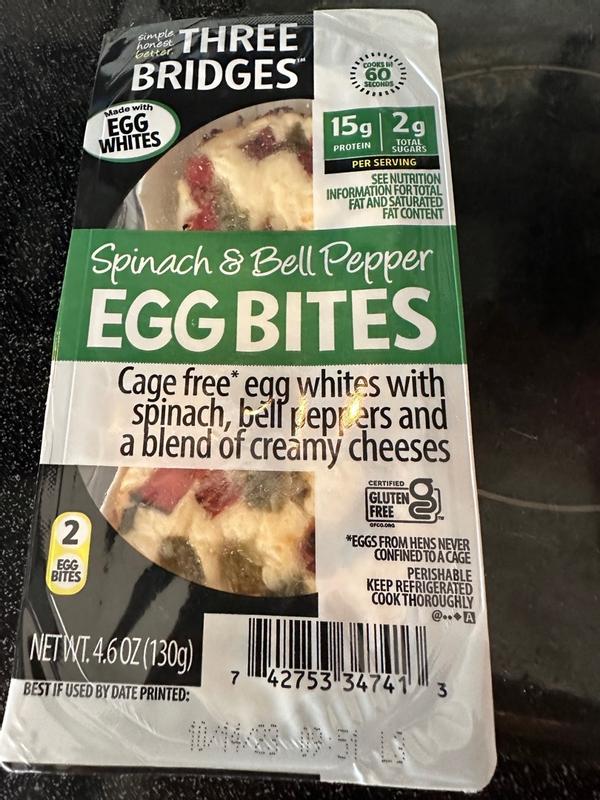 simple
honest
better.
THREE
BRIDGES™
COOKS IN
60
SECONDS
Made with
EGG
WHITES
15g
PROTEIN
2g
TOTAL
SUGARS
PER SERVING
SEE NUTRITION
INFORMATION FOR TOTAL
FAT AND SATURATED
FAT CONTENT
Spinach & Bell Pepper
EGG BITES
Cage free* egg whites with
spinach, bell peppers and
a blend of creamy cheeses
CERTIFIED
GLUTEN
FREE
GFCO.ORG
*EGGS FROM HENS NEVER
CONFINED TO A CAGE
PERISHABLE
KEEP REFRIGERATED
COOK THOROUGHLY
2
EGG
BITES
NET WT. 4.6 OZ (130g)
7 42753 34741 3
BEST IF USED BY DATE PRINTED: